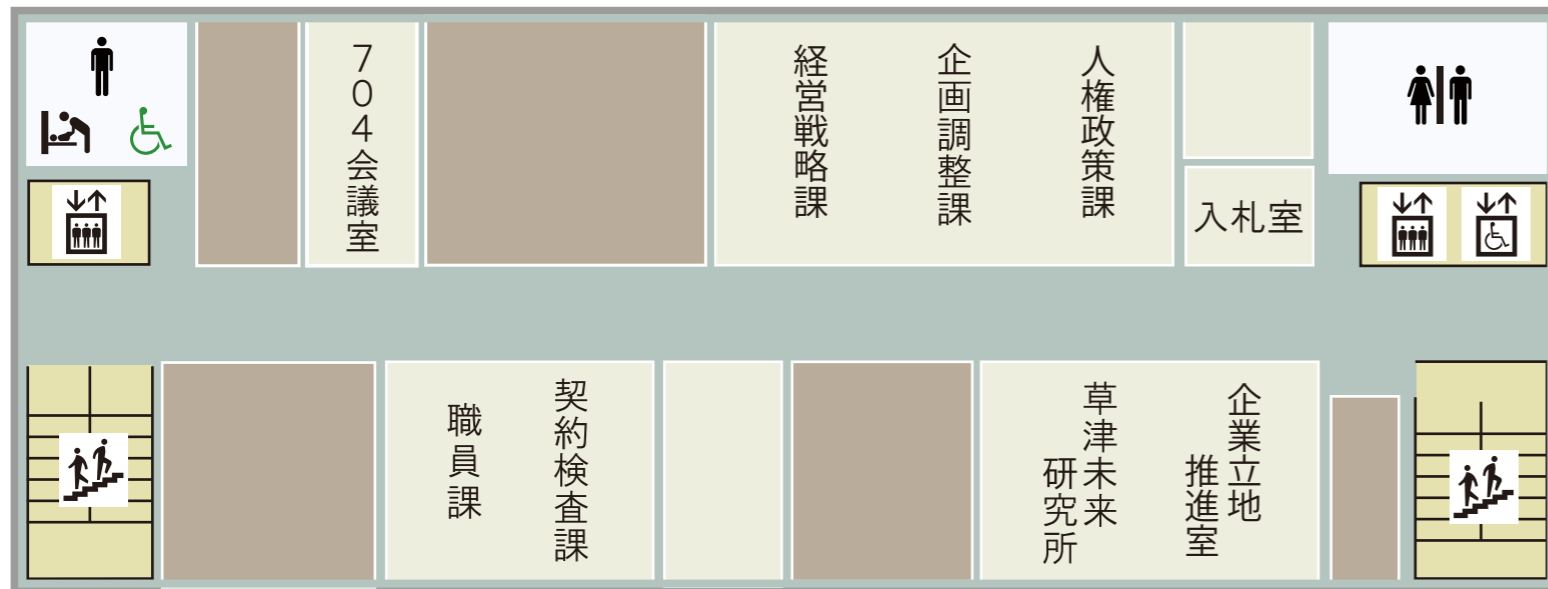 704会議室
経営戦略課
企画調整課
人権政策課
入札室
職員課
契約検査課
草津未来
研究所
企業立地
推進室